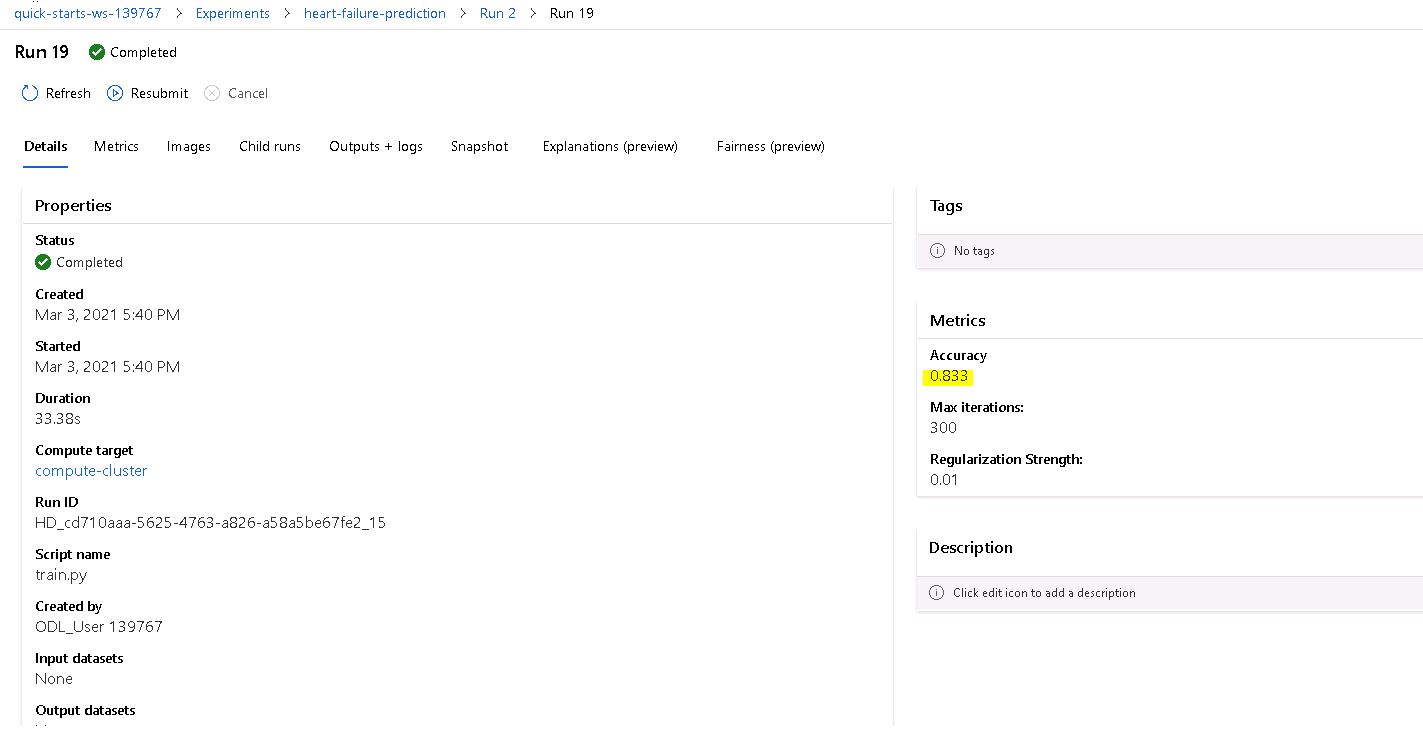 quick-starts-ws-139767 > Experiments > heart-failure-prediction > Run 2 > Run 19
Run 19 Completed
Refresh Resubmit Cancel
Details Metrics Images Child runs Outputs + logs Snapshot Explanations (preview) Fairness (preview)
Properties
Status
Completed
Created
Mar 3, 2021 5:40 PM
Started
Mar 3, 2021 5:40 PM
Duration
33.38s
Compute target
compute-cluster
Run ID
HD_cd710aaa-5625-4763-a826-a58a5be67fe2_15
Script name
train.py
Created by
ODL_User 139767
Input datasets
None
Output datasets
Tags
No tags
Metrics
Accuracy
0.833
Max iterations:
300
Regularization Strength:
0.01
Description
Click edit icon to add a description